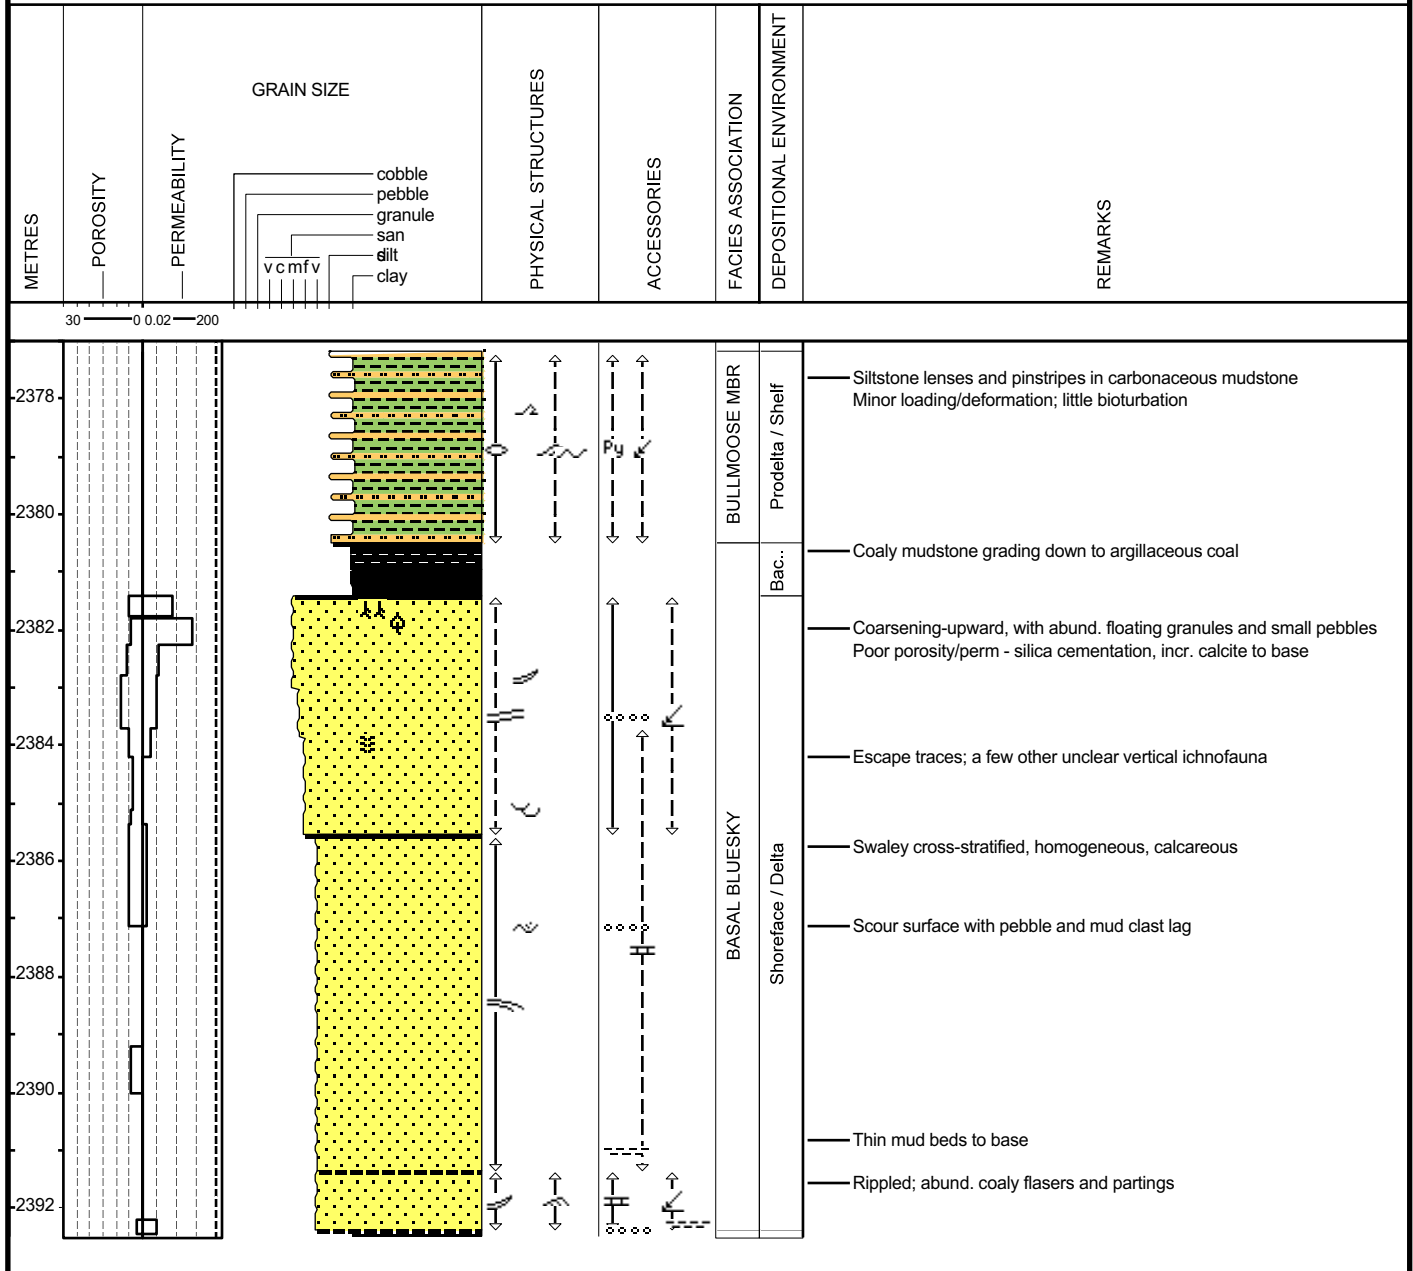 METRES
POROSITY
PERMEABILITY
GRAIN SIZE
cobble
pebble
granule
san
d
silt
clay
v c m f v
PHYSICAL STRUCTURES
ACCESSORIES
FACIES ASSOCIATION
DEPOSITIONAL ENVIRONMENT
REMARKS
30 0 0.02 200
2378
2380
2382
2384
2386
2388
2390
2392
Py
BULLMOOSE MBR
BASAL BLUESKY
Prodelta / Shelf
Bac..
Shoreface / Delta
Siltstone lenses and pinstripes in carbonaceous mudstone
Minor loading/deformation; little bioturbation
Coaly mudstone grading down to argillaceous coal
Coarsening-upward, with abund. floating granules and small pebbles
Poor porosity/perm - silica cementation, incr. calcite to base
Escape traces; a few other unclear vertical ichnofauna
Swaley cross-stratified, homogeneous, calcareous
Scour surface with pebble and mud clast lag
Thin mud beds to base
Rippled; abund. coaly flasers and partings